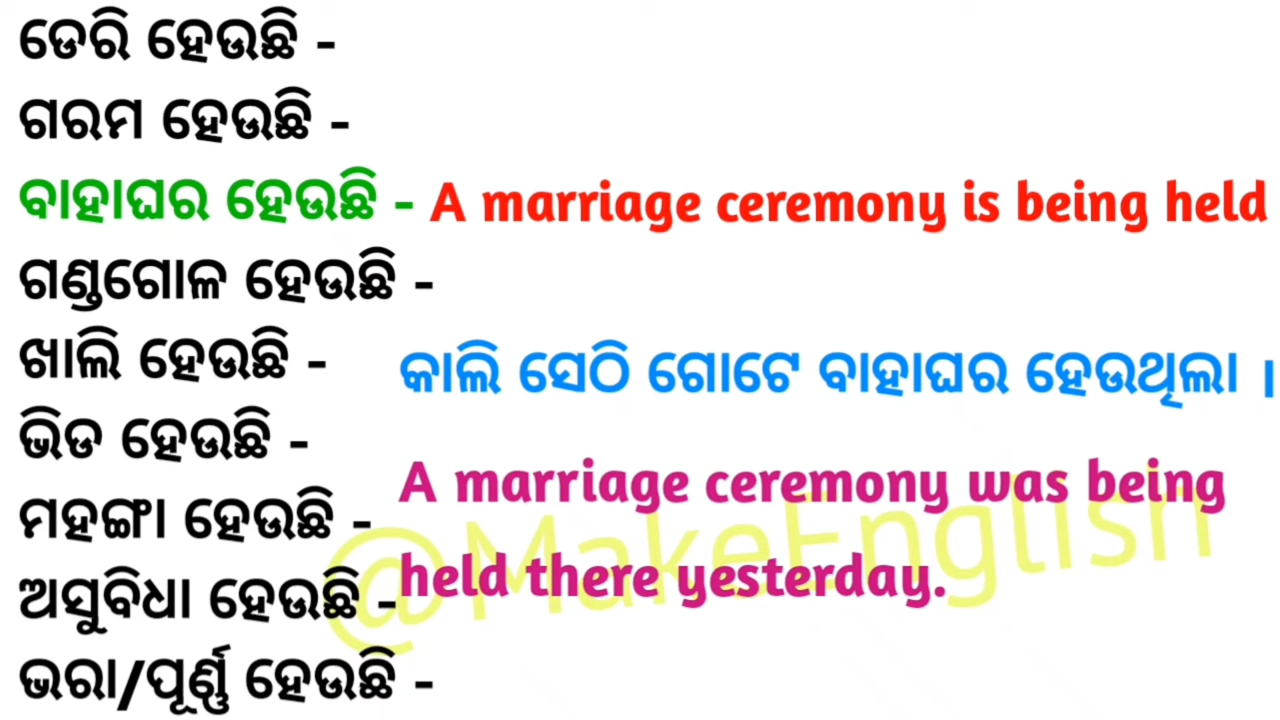 ଡେରି ହେଉଛି -
ଗରମ ହେଉଛି -
ବାହାଘର ହେଉଛି - A marriage ceremony is being held
ଗଣ୍ଡଗୋଳ ହେଉଛି -
ଖାଲି ହେଉଛି -
କାଲି ସେଠି ଗୋଟେ ବାହାଘର ହେଉଥିଲା ।
ଭିଡ ହେଉଛି -
A marriage ceremony was being
ମହଙ୍ଗା ହେଉଛି -
held there yesterday.
ଅସୁବିଧା ହେଉଛି -
ଭରା/ପୂର୍ଣ୍ଣ ହେଉଛି -
@MakeEnglish